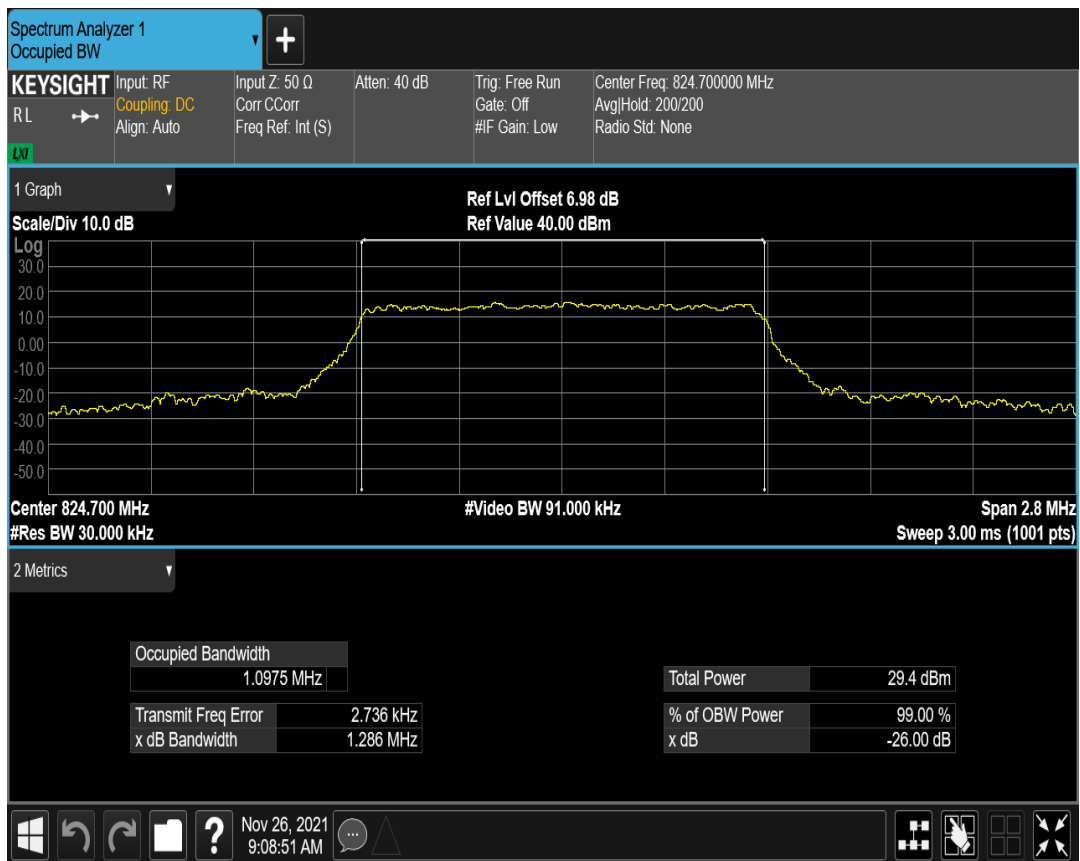 Spectrum Analyzer 1
Occupied BW
+
KEYSIGHT
R L
LXI
Input: RF
Coupling: DC
Align: Auto
Input Z: 50 Ω
Corr CCorr
Freq Ref: Int (S)
Atten: 40 dB
Trig: Free Run
Gate: Off
#IF Gain: Low
Center Freq: 824.700000 MHz
Avg|Hold: 200/200
Radio Std: None
1 Graph
Ref Lvl Offset 6.98 dB
Scale/Div 10.0 dB
Ref Value 40.00 dBm
Log
30.0
20.0
10.0
0.00
-10.0
-20.0
-30.0
-40.0
-50.0
Center 824.700 MHz
#Video BW 91.000 kHz
Span 2.8 MHz
#Res BW 30.000 kHz
Sweep 3.00 ms (1001 pts)
2 Metrics
Occupied Bandwidth
1.0975 MHz
Total Power 29.4 dBm
Transmit Freq Error 2.736 kHz
% of OBW Power 99.00 %
x dB Bandwidth 1.286 MHz
x dB -26.00 dB
?
Nov 26, 2021
9:08:51 AM